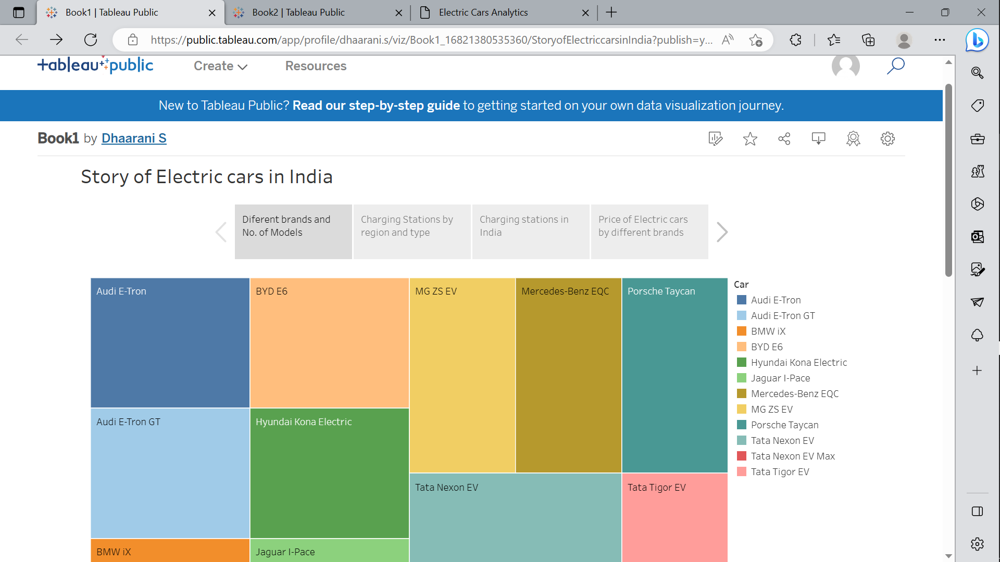 Book1 | Tableau Public
Book2 | Tableau Public
Electric Cars Analytics
https://public.tableau.com/app/profile/dhaarani.s/viz/Book1_16821380535360/StoryofElectriccarsinIndia?publish=y...
+ableau public
Create
Resources
New to Tableau Public? Read our step-by-step guide to getting started on your own data visualization journey.
Book1 by Dhaarani S
Story of Electric cars in India
Diferent brands and
No. of Models
Charging Stations by
region and type
Charging stations in
India
Price of Electric cars
by different brands
Audi E-Tron
BYD E6
MG ZS EV
Mercedes-Benz EQC
Porsche Taycan
Audi E-Tron GT
Hyundai Kona Electric
Tata Nexon EV
Tata Tigor EV
BMW iX
Jaguar I-Pace
Car
Audi E-Tron
Audi E-Tron GT
BMW iX
BYD E6
Hyundai Kona Electric
Jaguar I-Pace
Mercedes-Benz EQC
MG ZS EV
Porsche Taycan
Tata Nexon EV
Tata Nexon EV Max
Tata Tigor EV